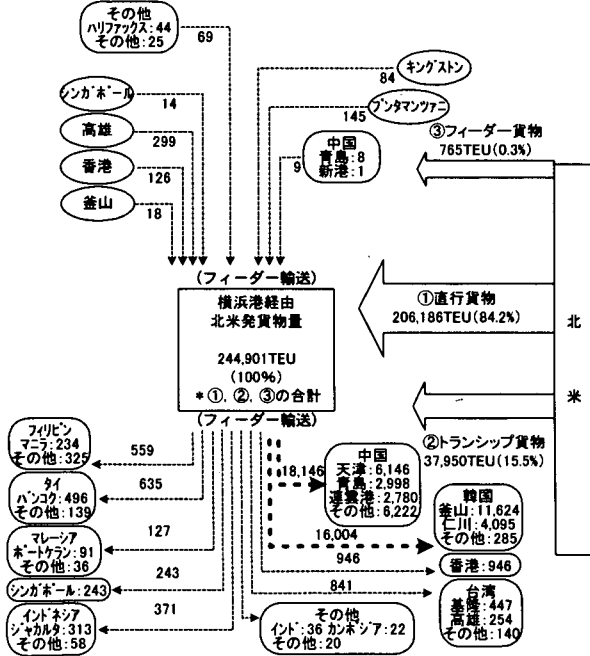 その他
ハリファックス:44
その他:25
69
シンガポール
14
高雄
299
香港
126
釜山
18
キングストン
84
プンタマンツァニ
145
中国
青島:8
新港:1
9
③フィーダー貨物
765TEU(0.3%)
(フィーダー輸送)
横浜港経由
北米発貨物量
244,901TEU
(100%)
*①,②,③の合計
(フィーダー輸送)
①直行貨物
206,186TEU(84.2%)
北
米
②トランシップ貨物
37,950TEU(15.5%)
フィリピン
マニラ:234
その他:325
559
タイ
バンコク:496
その他:139
635
マレーシア
ポートケラン:91
その他:36
127
シンガポール:243
243
インドネシア
ジャカルタ:313
その他:58
371
18,146
中国
天津:6,146
青島:2,998
連雲港:2,780
その他:6,222
16,004
韓国
釜山:11,624
仁川:4,095
その他:285
946
香港:946
841
台湾
基隆:447
高雄:254
その他:140
その他
インド:36 カンボジア:22
その他:20